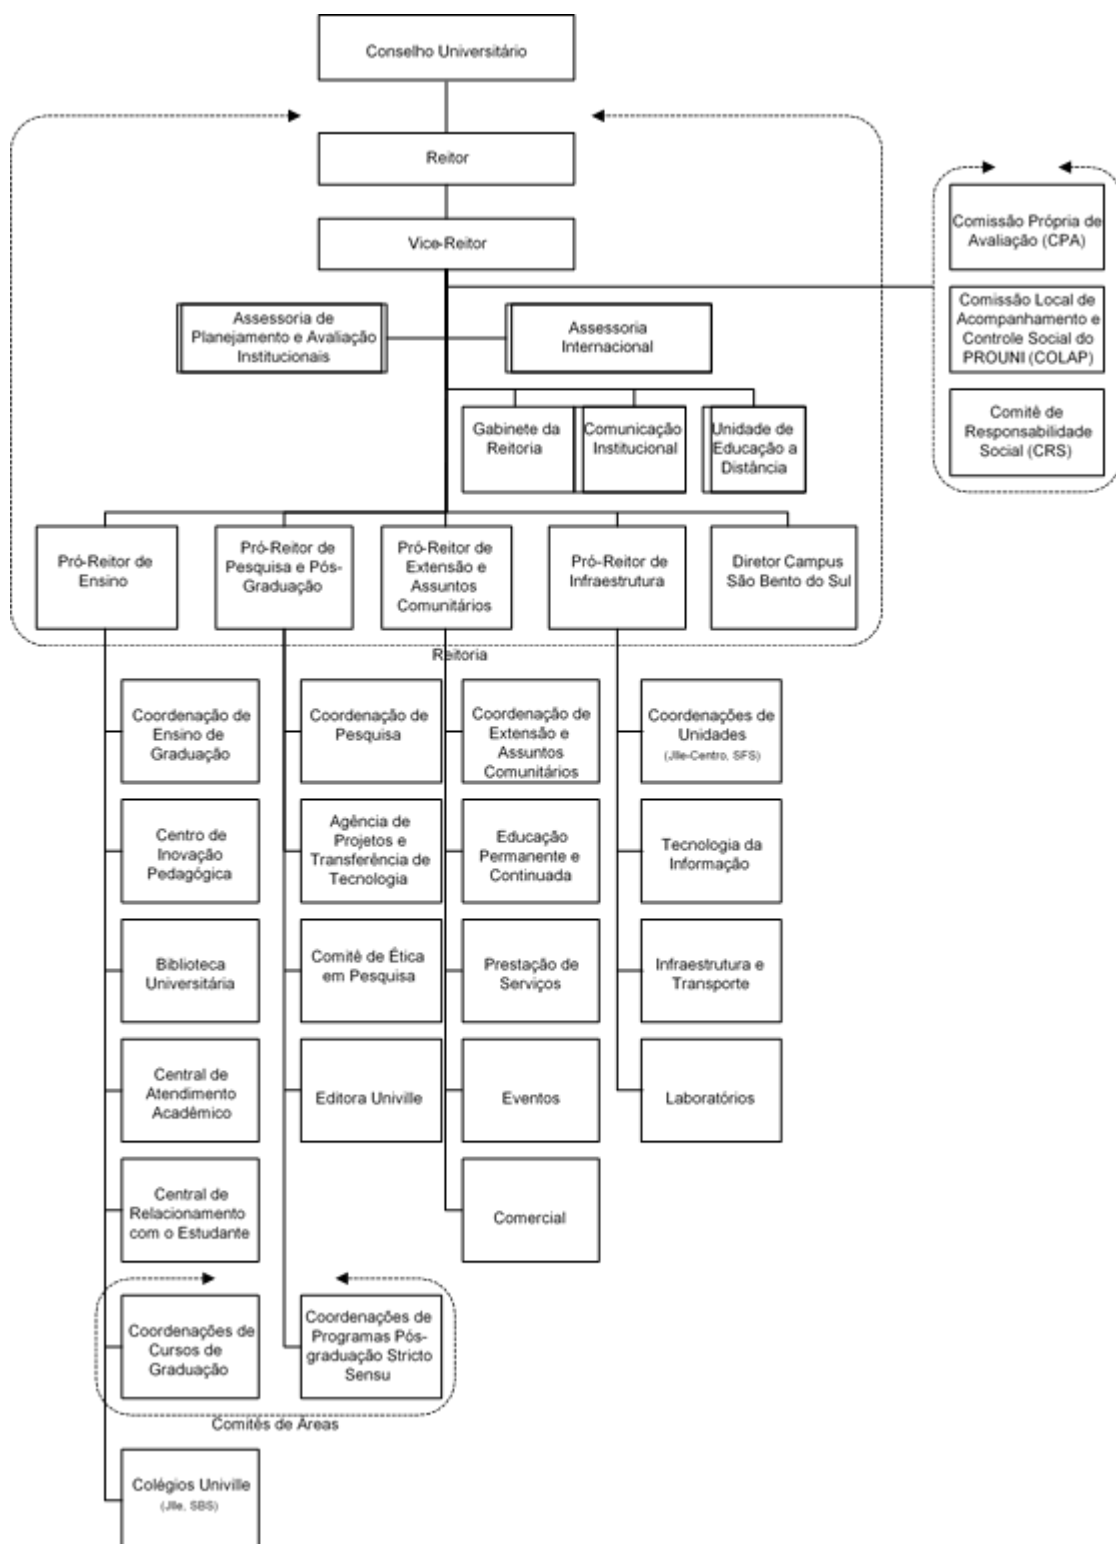 Conselho Universitário
Reitor
Vice-Reitor
Comissão Própria de
Avaliação (CPA)
Comissão Local de
Acompanhamento e
Controle Social do
PROUNI (COLAP)
Comitê de
Responsabilidade
Social (CRS)
Assessoria de
Planejamento e Avaliação
Institucionais
Assessoria
Internacional
Gabinete da
Reitoria
Comunicação
Institucional
Unidade de
Educação a
Distância
Pró-Reitor de
Ensino
Pró-Reitor de
Pesquisa e Pós-
Graduação
Pró-Reitor de
Extensão e
Assuntos
Comunitários
Pró-Reitor de
Infraestrutura
Diretor Campus
São Bento do Sul
Reitoria
Coordenação de
Ensino de
Graduação
Coordenação de
Pesquisa
Coordenação de
Extensão e
Assuntos
Comunitários
Coordenações de
Unidades
(Jlle-Centro, SFS)
Centro de
Inovação
Pedagógica
Agência de
Projetos e
Transferência de
Tecnologia
Educação
Permanente e
Continuada
Tecnologia da
Informação
Biblioteca
Universitária
Comitê de Ética
em Pesquisa
Prestação de
Serviços
Infraestrutura e
Transporte
Central de
Atendimento
Acadêmico
Editora Univille
Eventos
Laboratórios
Central de
Relacionamento
com o Estudante
Comercial
Coordenações de
Cursos de
Graduação
Coordenações de
Programas Pós-
graduação Stricto
Sensu
Comitês de Áreas
Colégios Univille
(Jlle, SBS)